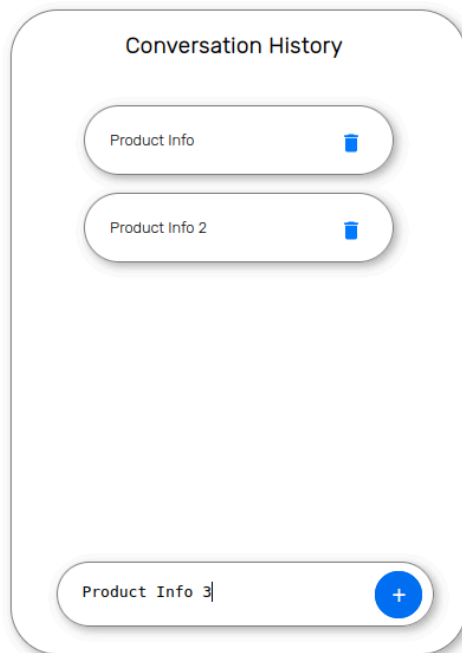 Conversation History
Product Info
Product Info 2
Product Info 3
+